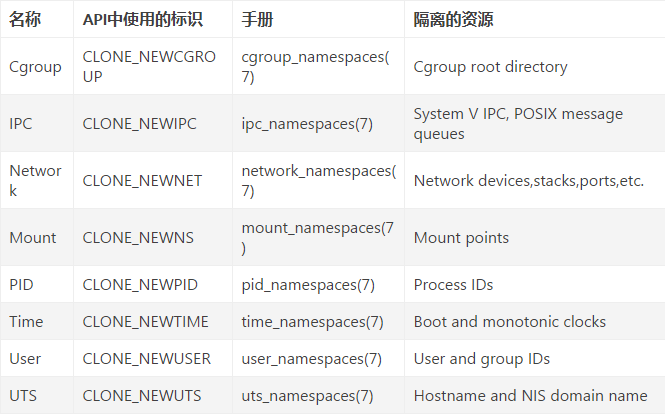 名称 API中使用的标识 手册 隔离的资源
Cgroup CLONE_NEWCGRO cgroup_namespaces( Cgroup root directory
UP 7)
IPC CLONE_NEWIPC ipc_namespaces(7) System V IPC, POSIX message
queues
Networ CLONE_NEWNET network_namespaces( Network devices,stacks,ports,etc.
k 7)
Mount CLONE_NEWNS mount_namespaces(7 Mount points
)
PID CLONE_NEWPID pid_namespaces(7) Process IDs
Time CLONE_NEWTIME time_namespaces(7) Boot and monotonic clocks
User CLONE_NEWUSER user_namespaces(7) User and group IDs
UTS CLONE_NEWUTS uts_namespaces(7) Hostname and NIS domain name